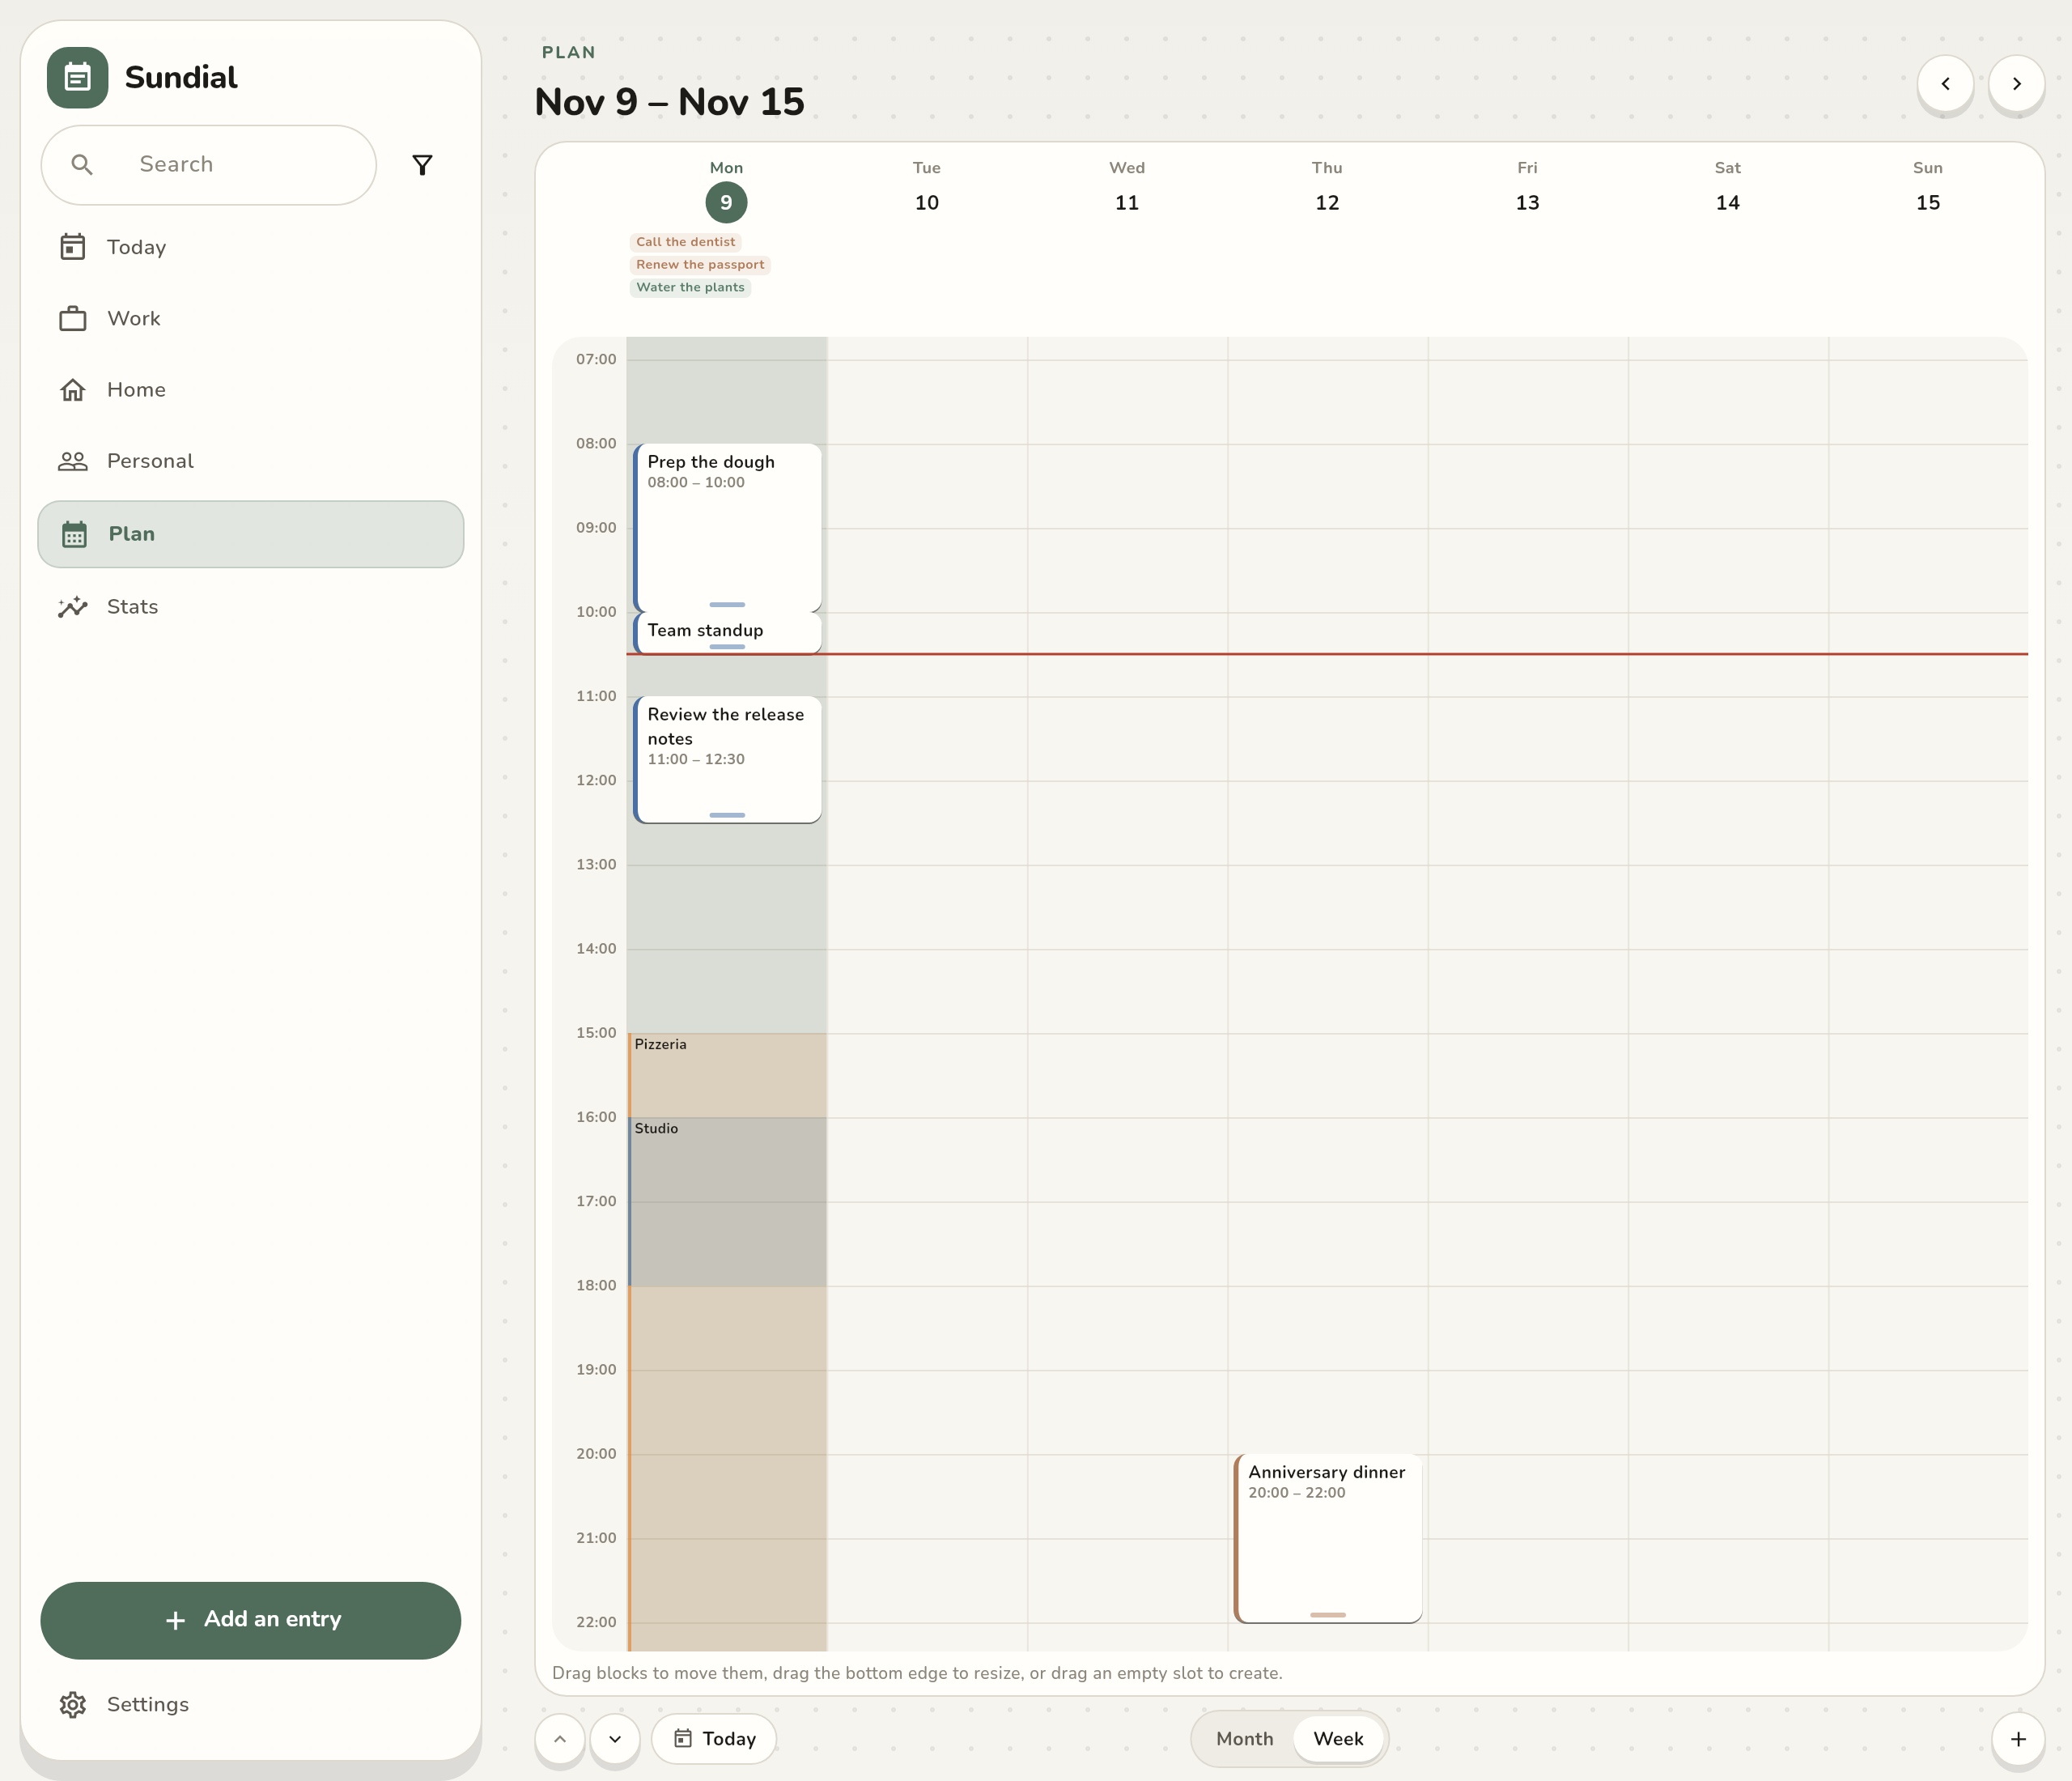 Sundial
Search
Today
Work
Home
Personal
Plan
Stats
Add an entry
Settings
PLAN
Nov 9 – Nov 15
Mon Tue Wed Thu Fri Sat Sun
9 10 11 12 13 14 15
Call the dentist
Renew the passport
Water the plants
07:00
08:00
Prep the dough
08:00 – 10:00
09:00
10:00
Team standup
11:00
Review the release
notes
11:00 – 12:30
12:00
13:00
14:00
15:00
Pizzeria
16:00
Studio
17:00
18:00
19:00
20:00
Anniversary dinner
20:00 – 22:00
21:00
22:00
Drag blocks to move them, drag the bottom edge to resize, or drag an empty slot to create.
Today
Month Week